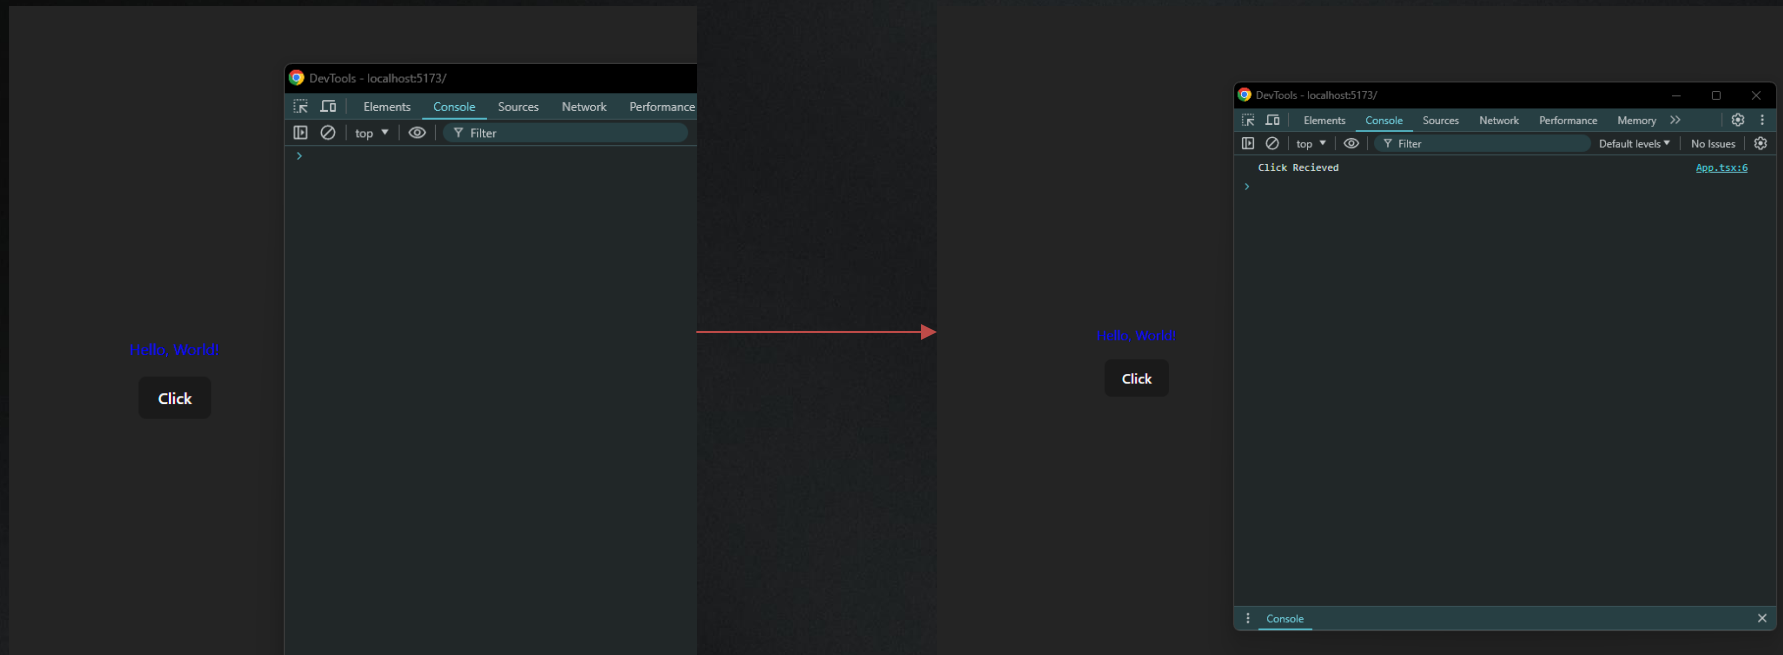 DevTools - localhost:5173/
Elements Console Sources Network Performance
top Filter
Hello, World!
Click
DevTools - localhost:5173/
Elements Console Sources Network Performance Memory
top Filter Default levels No Issues
Click Recieved App.tsx:6
Hello, World!
Click
Console